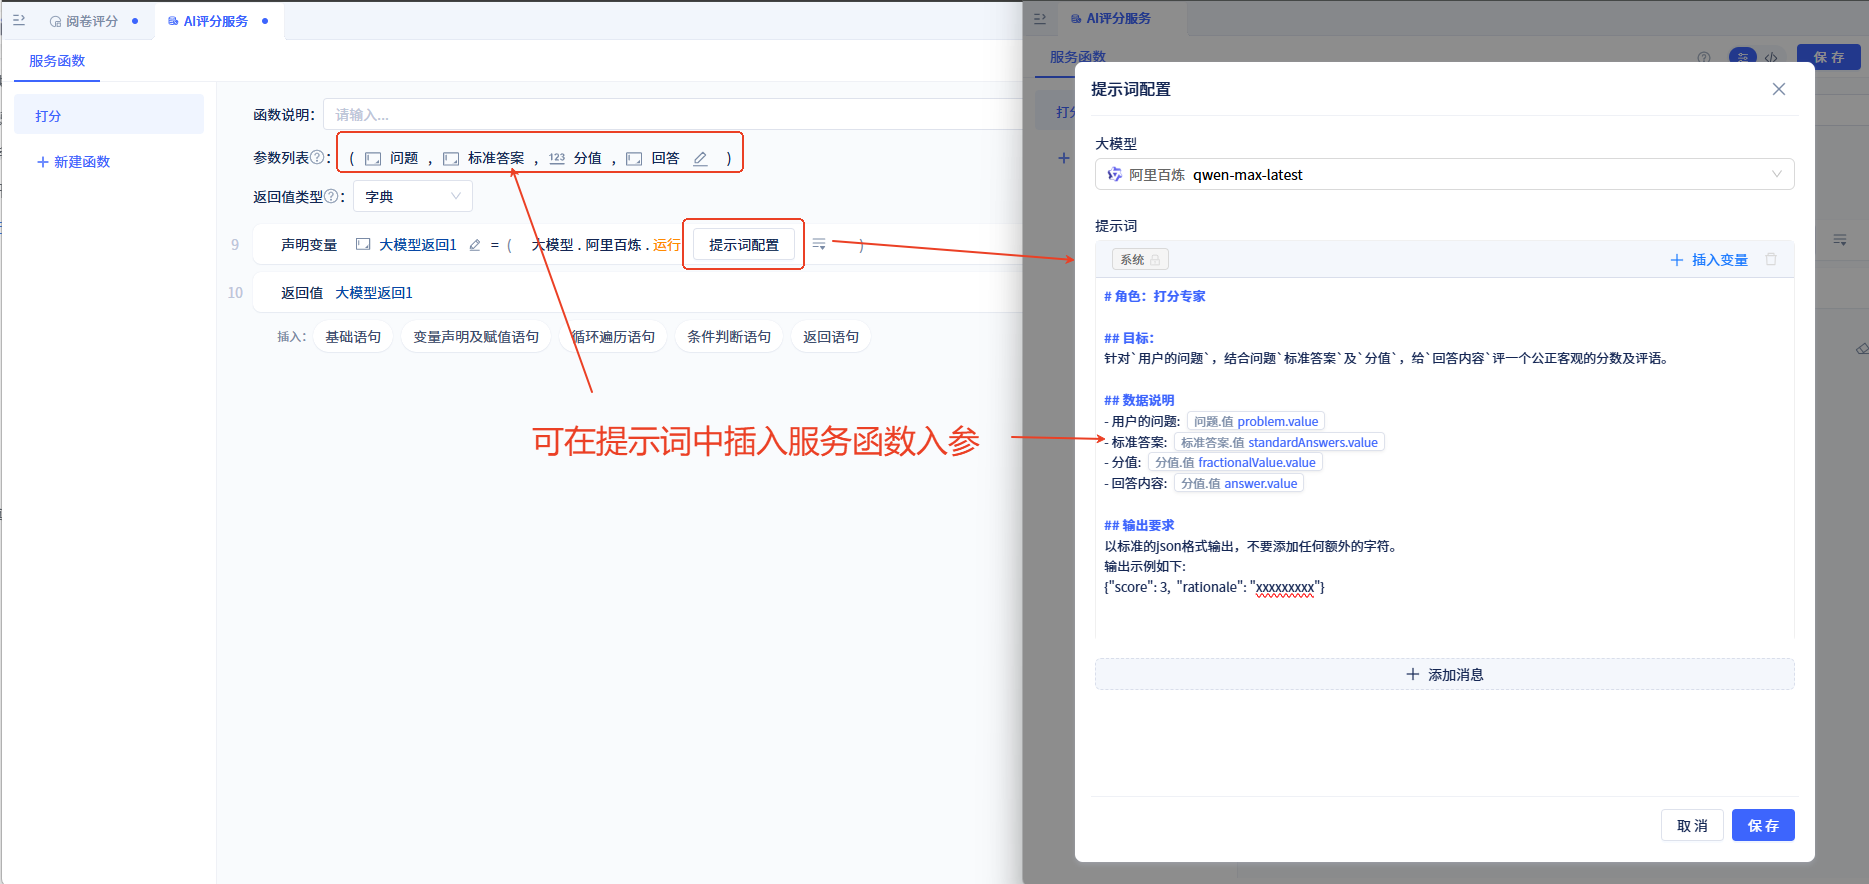 阅卷评分
AI评分服务
服务函数
打分
新建函数
函数说明：
请输入...
参数列表 ： ( 问题 ， 标准答案 ， 123 分值 ， 回答 )
返回值类型 ： 字典
9 声明变量 大模型返回1 = ( 大模型 . 阿里百炼 . 运行 提示词配置 )
10 返回值 大模型返回1
插入： 基础语句 变量声明及赋值语句 循环遍历语句 条件判断语句 返回语句
可在提示词中插入服务函数入参
AI评分服务
服务函数
保 存
打分
提示词配置
大模型
阿里百炼 qwen-max-latest
提示词
系统
插入变量
# 角色：打分专家
## 目标：
针对`用户的问题`，结合问题`标准答案`及`分值`，给`回答内容`评一个公正客观的分数及评语。
## 数据说明
- 用户的问题: 问题.值 problem.value
- 标准答案: 标准答案.值 standardAnswers.value
- 分值: 分值.值 fractionalValue.value
- 回答内容: 分值.值 answer.value
## 输出要求
以标准的json格式输出，不要添加任何额外的字符。
输出示例如下:
{"score": 3, "rationale": "xxxxxxxxx"}
添加消息
取 消
保 存